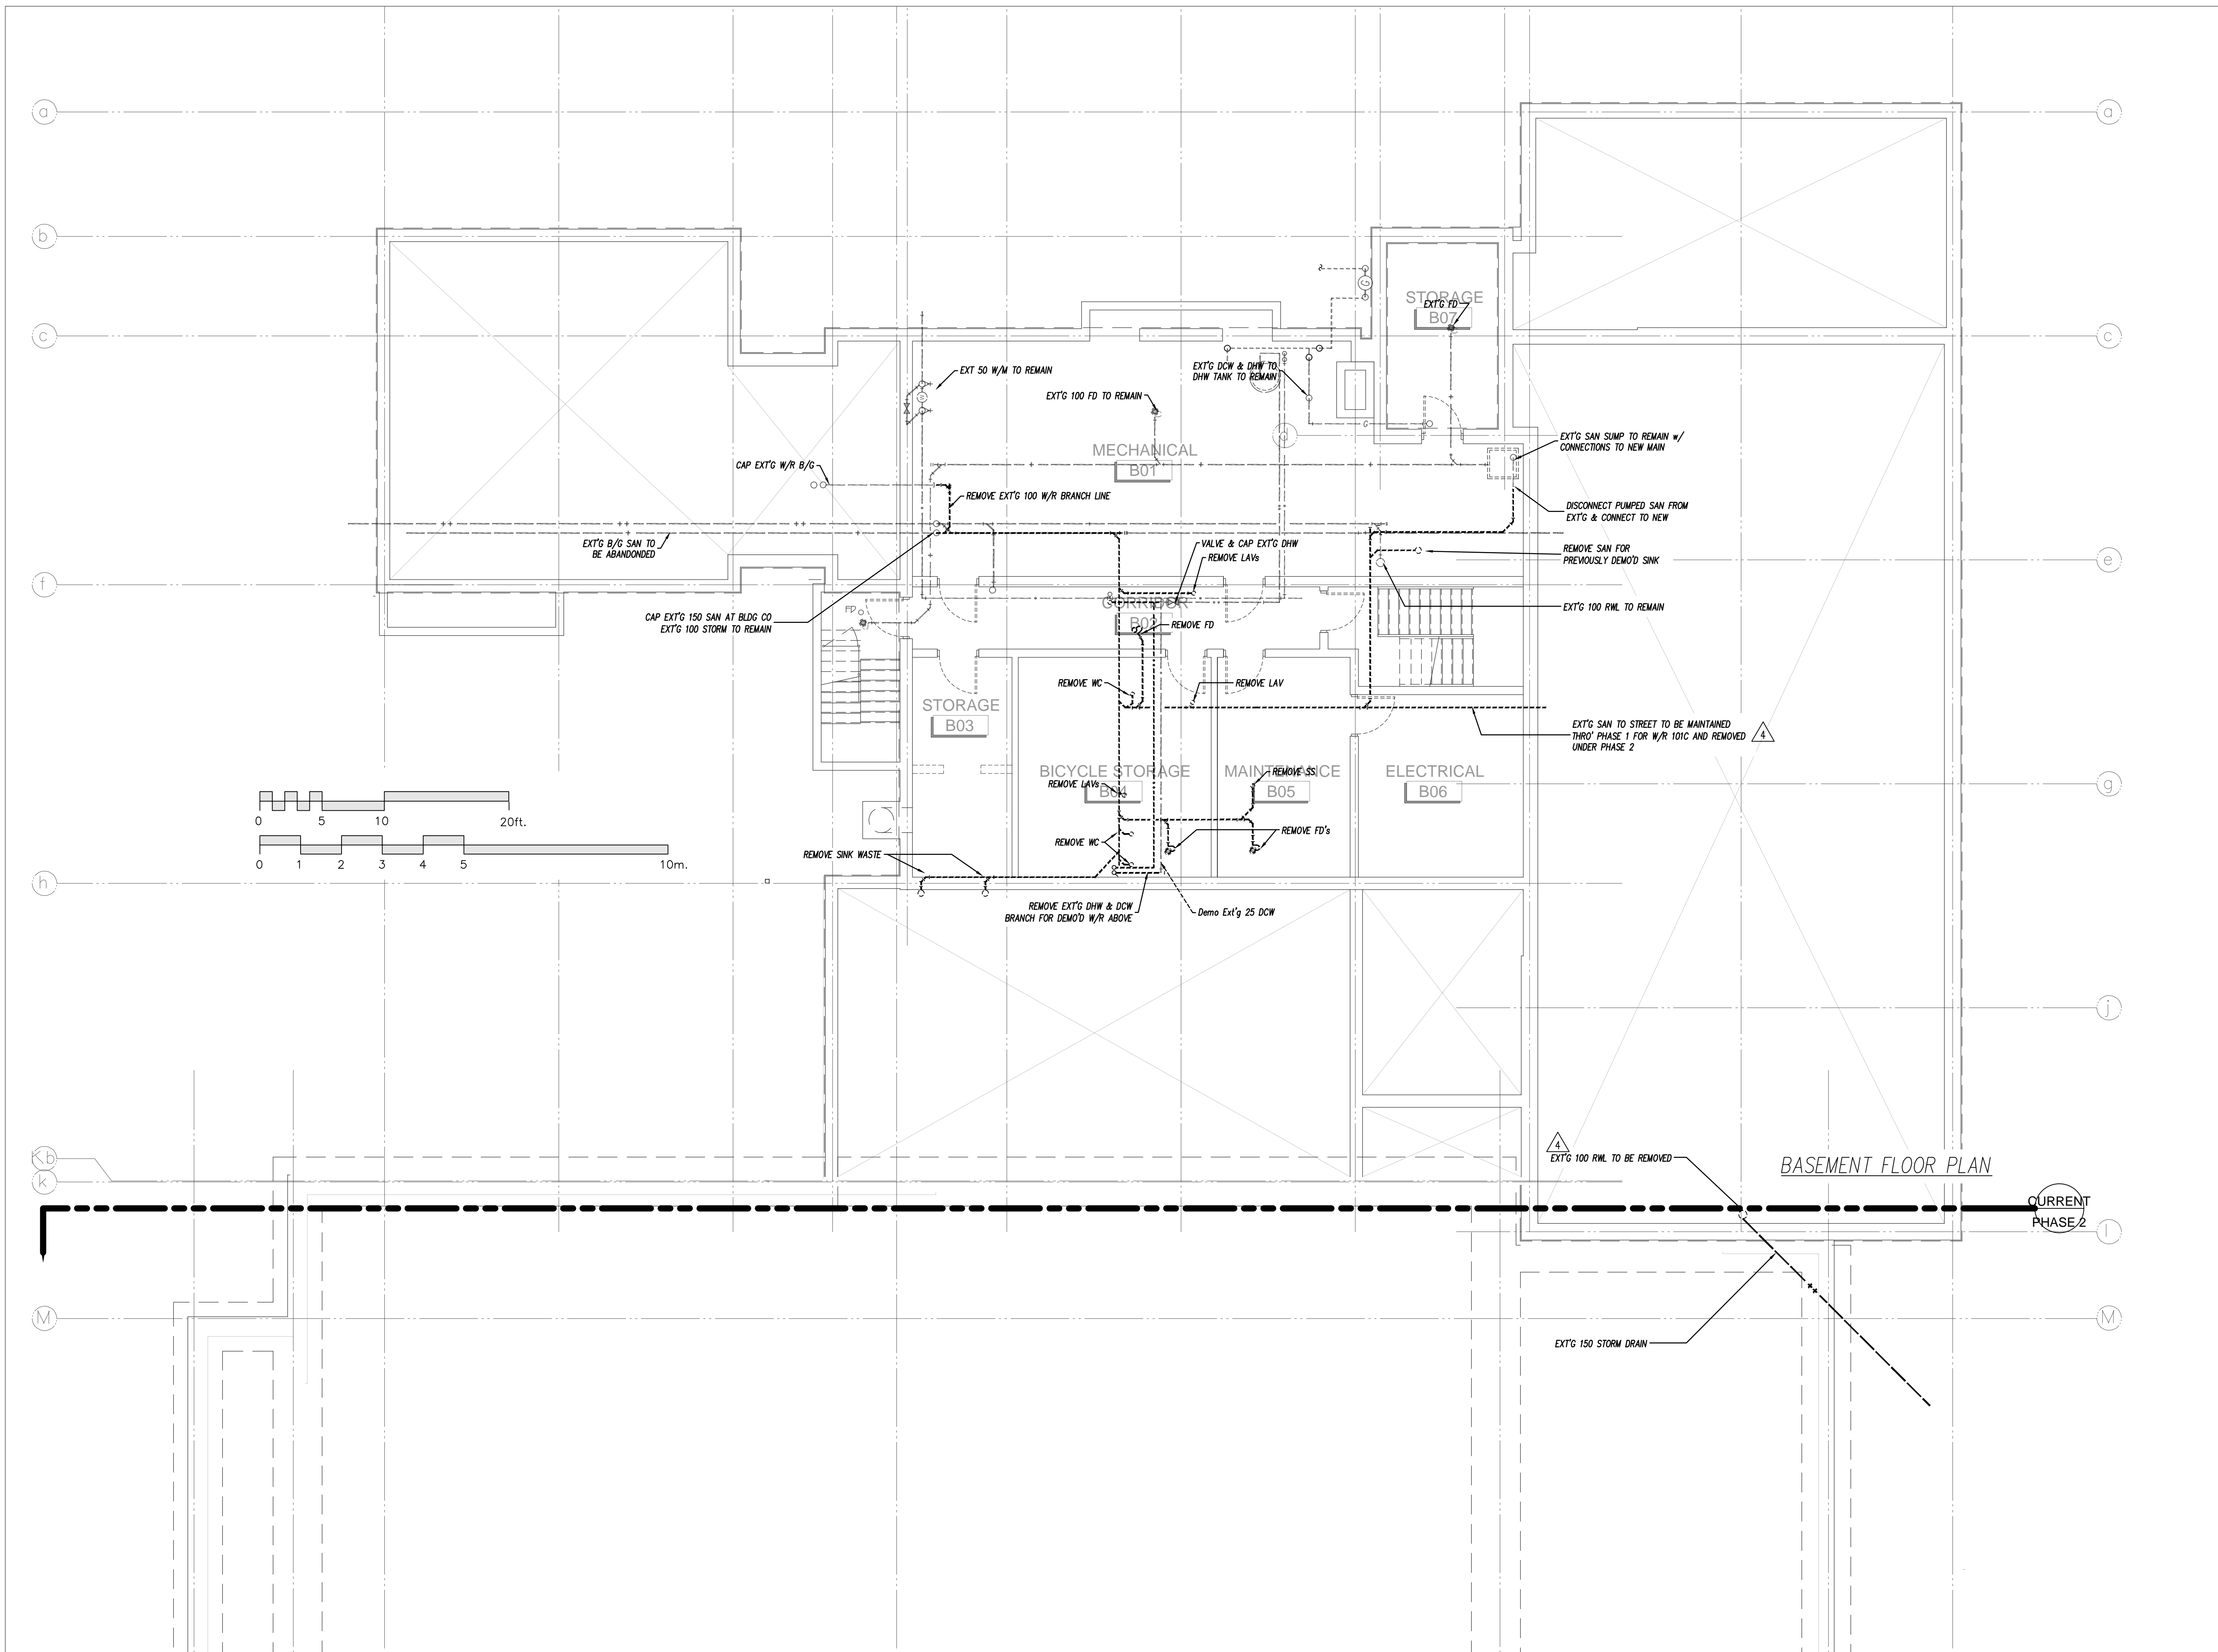 a
a
b
STORAGE
EXT'G FD
B07
c
c
EXT 50 W/M TO REMAIN
EXT'G DCW & DHW TO
DHW TANK TO REMAIN
EXT'G 100 FD TO REMAIN
G
G
d
MECHANICAL
B01
EXT'G SAN SUMP TO REMAIN w/
CONNECTIONS TO NEW MAIN
CAP EXT'G W/R B/G
REMOVE EXT'G 100 W/R BRANCH LINE
DISCONNECT PUMPED SAN FROM
EXT'G & CONNECT TO NEW
EXT'G B/G SAN TO
BE ABANDONDED
VALVE & CAP EXT'G DHW
REMOVE LAVs
REMOVE SAN FOR
PREVIOUSLY DEMO'D SINK
e
f
CORRIDOR
B02
FD
CAP EXT'G 150 SAN AT BLDG CO
EXT'G 100 STORM TO REMAIN
REMOVE FD
EXT'G 100 RWL TO REMAIN
REMOVE WC
REMOVE LAV
STORAGE
B03
EXT'G SAN TO STREET TO BE MAINTAINED
THRO' PHASE 1 FOR W/R 101C AND REMOVED
UNDER PHASE 2
4
BICYCLE STORAGE
B04
MAINTENANCE
B05
ELECTRICAL
B06
REMOVE SS
REMOVE LAVs
g
0 5 10 20ft.
REMOVE WC
REMOVE FD's
0 1 2 3 4 5 10m.
REMOVE SINK WASTE
h
REMOVE EXT'G DHW & DCW
BRANCH FOR DEMO'D W/R ABOVE
Demo Ext'g 25 DCW
j
4
EXT'G 100 RWL TO BE REMOVED
BASEMENT FLOOR PLAN
Kb
k
CURRENT
PHASE 2
l
M
M
EXT'G 150 STORM DRAIN